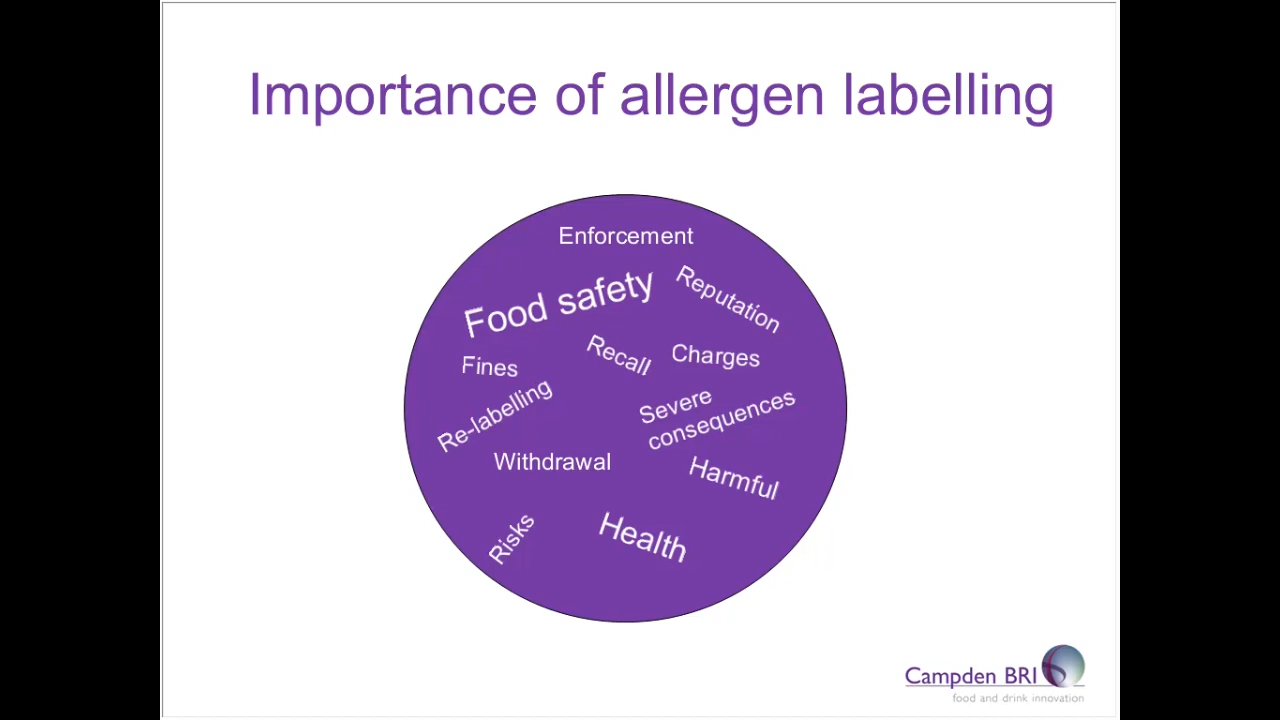 Importance of allergen labelling
Enforcement
Food safety
Reputation
Recall
Charges
Fines
Re-labelling
Severe
consequences
Withdrawal
Harmful
Risks
Health
Campden BRI
food and drink innovation